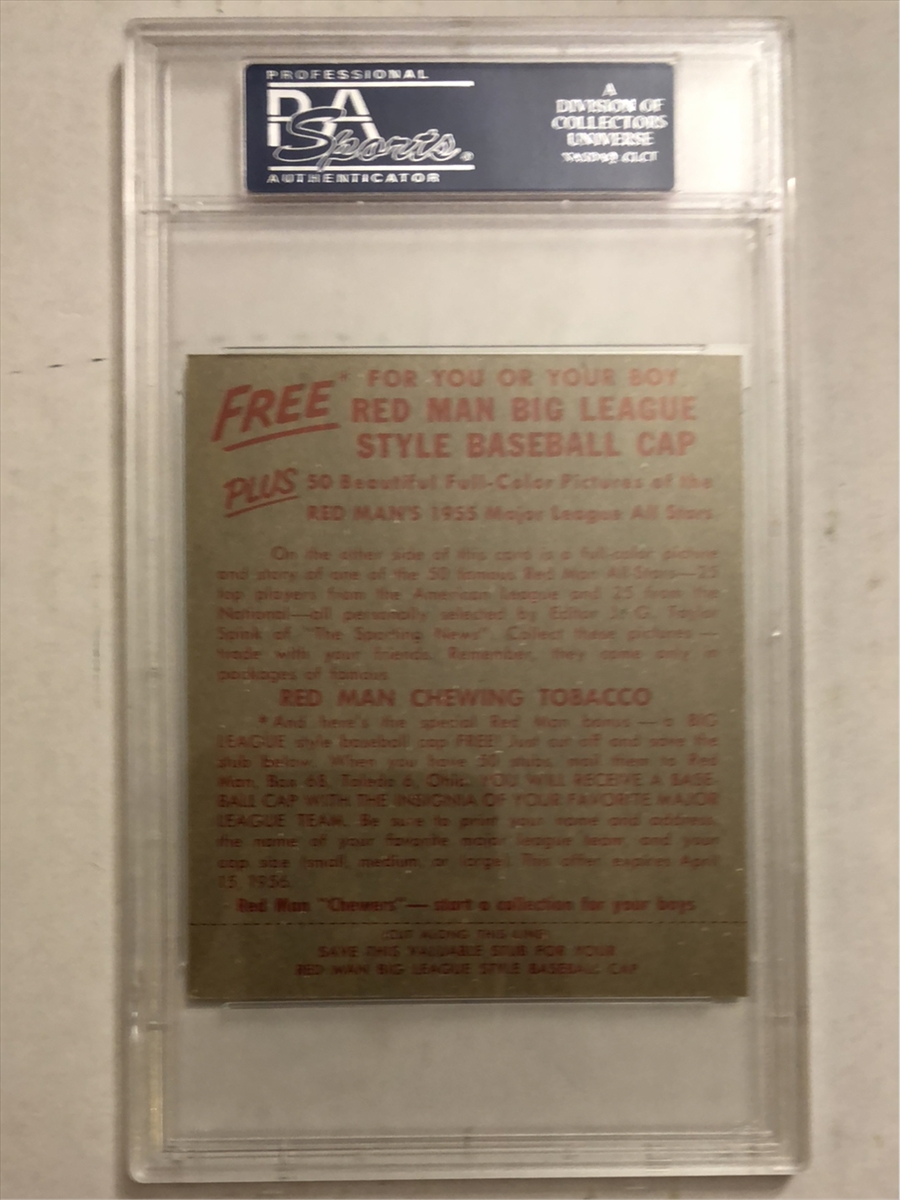 PROFESSIONAL
PSA
Sports
AUTHENTICATOR
A
DIVISION OF
COLLECTORS
UNIVERSE
NASDAQ: CLCT
FREE* FOR YOU OR YOUR BOY
RED MAN BIG LEAGUE
STYLE BASEBALL CAP
PLUS 50 Beautiful Full-Color Pictures of the
RED MAN'S 1955 Major League All Stars
On the other side of this card is a full-color picture
and story of one of the 50 famous Red Man All-Stars—25
top players from the American League and 25 from the
National—all personally selected by Editor J. G. Taylor
Spink of "The Sporting News". Collect these pictures —
trade with your friends. Remember, they come only in
packages of famous
RED MAN CHEWING TOBACCO
*And here's the special Red Man bonus — a BIG
LEAGUE style baseball cap FREE! Just cut off and save the
stub below. When you have 50 stubs, mail them to Red
Man, Box 68, Toledo 6, Ohio. YOU WILL RECEIVE A BASE-
BALL CAP WITH THE INSIGNIA OF YOUR FAVORITE MAJOR
LEAGUE TEAM. Be sure to print your name and address,
the name of your favorite major league team and your
cap size (small, medium, or large). This offer expires April
15, 1956.
Red Man "Chewers"—start a collection for your boys
(CUT ALONG THIS LINE)
SAVE THIS VALUABLE STUB FOR YOUR
RED MAN BIG LEAGUE STYLE BASEBALL CAP